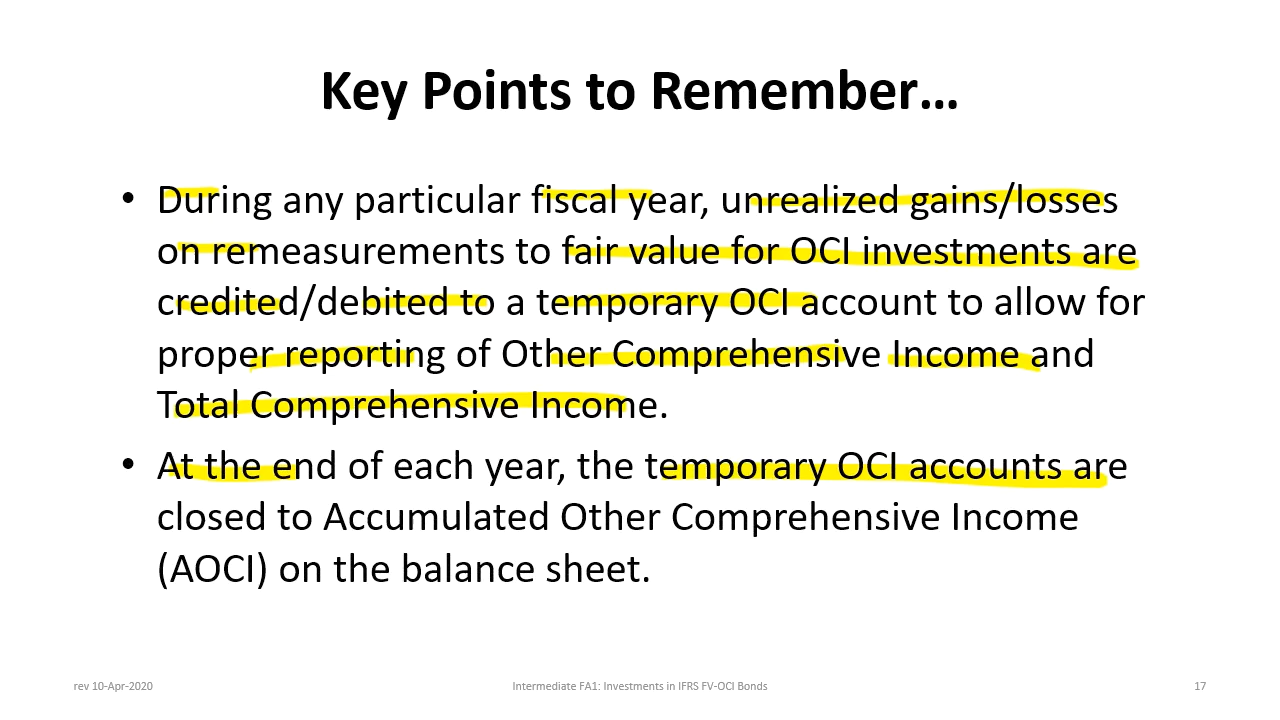 Key Points to Remember…
• During any particular fiscal year, unrealized gains/losses
on remeasurements to fair value for OCI investments are
credited/debited to a temporary OCI account to allow for
proper reporting of Other Comprehensive Income and
Total Comprehensive Income.
• At the end of each year, the temporary OCI accounts are
closed to Accumulated Other Comprehensive Income
(AOCI) on the balance sheet.
rev 10-Apr-2020
Intermediate FA1: Investments in IFRS FV-OCI Bonds
17